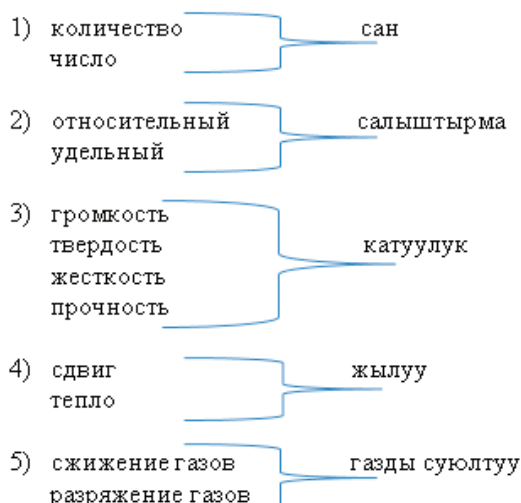 1) количество сан
число
2) относительный салыштырма
удельный
3) громкость
твердость катуулук
жесткость
прочность
4) сдвиг жылуу
тепло
5) сжижение газов газды суюлтуу
разряжение газов